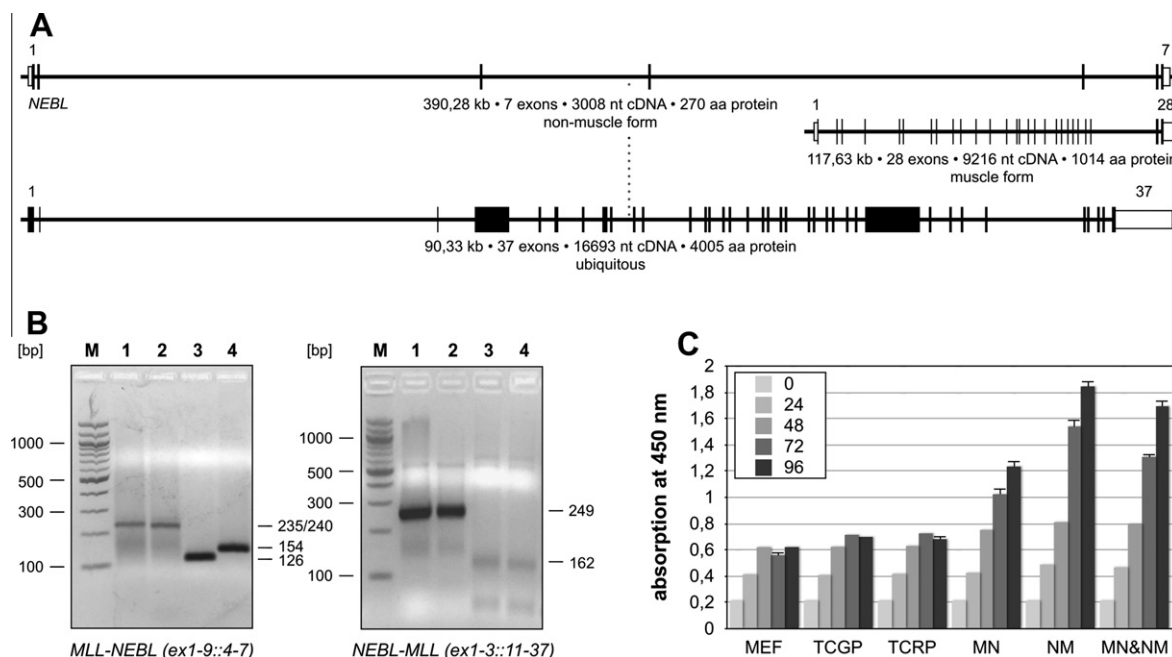 A
1
7
NEBL
390,28 kb • 7 exons • 3008 nt cDNA • 270 aa protein
non-muscle form
1
28
117,63 kb • 28 exons • 9216 nt cDNA • 1014 aa protein
muscle form
1
37
90,33 kb • 37 exons • 16693 nt cDNA • 4005 aa protein
ubiquitous
B
[bp] M 1 2 3 4
1000
500
300
100
235/240
154
126
MLL-NEBL (ex1-9::4-7)
[bp] M 1 2 3 4
1000
500
300
100
249
162
NEBL-MLL (ex1-3::11-37)
C
absorption at 450 nm
2
1,8
1,6
1,4
1,2
1
0,8
0,6
0,4
0,2
0
0
24
48
72
96
MEF TCGP TCRP MN NM MN&NM